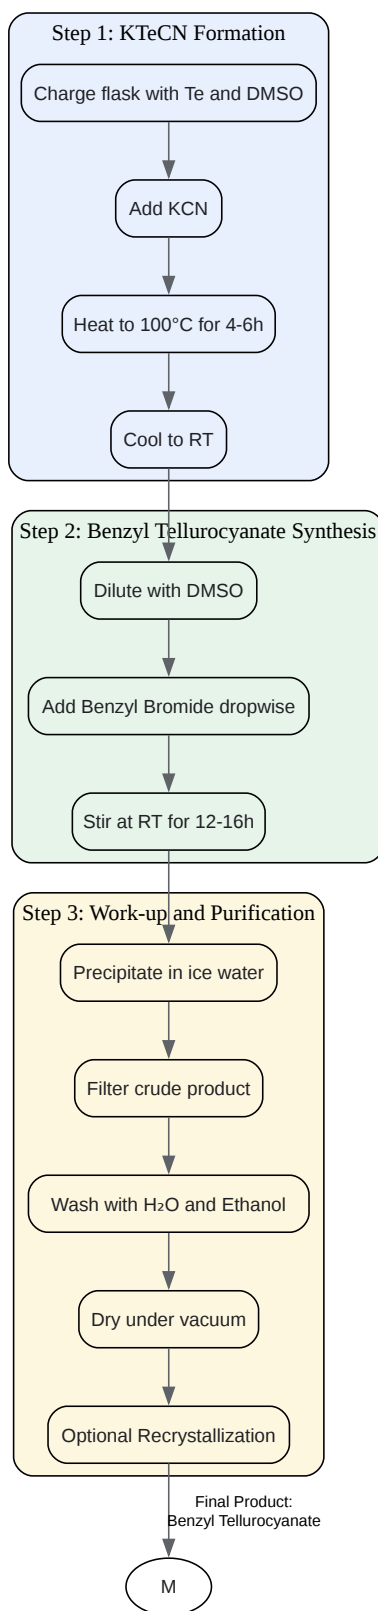 Step 1: KTeCN Formation
Charge flask with Te and DMSO
Add KCN
Heat to 100°C for 4-6h
Cool to RT
Step 2: Benzyl Tellurocyanate Synthesis
Dilute with DMSO
Add Benzyl Bromide dropwise
Stir at RT for 12-16h
Step 3: Work-up and Purification
Precipitate in ice water
Filter crude product
Wash with H₂O and Ethanol
Dry under vacuum
Optional Recrystallization
Final Product:
Benzyl Tellurocyanate
M